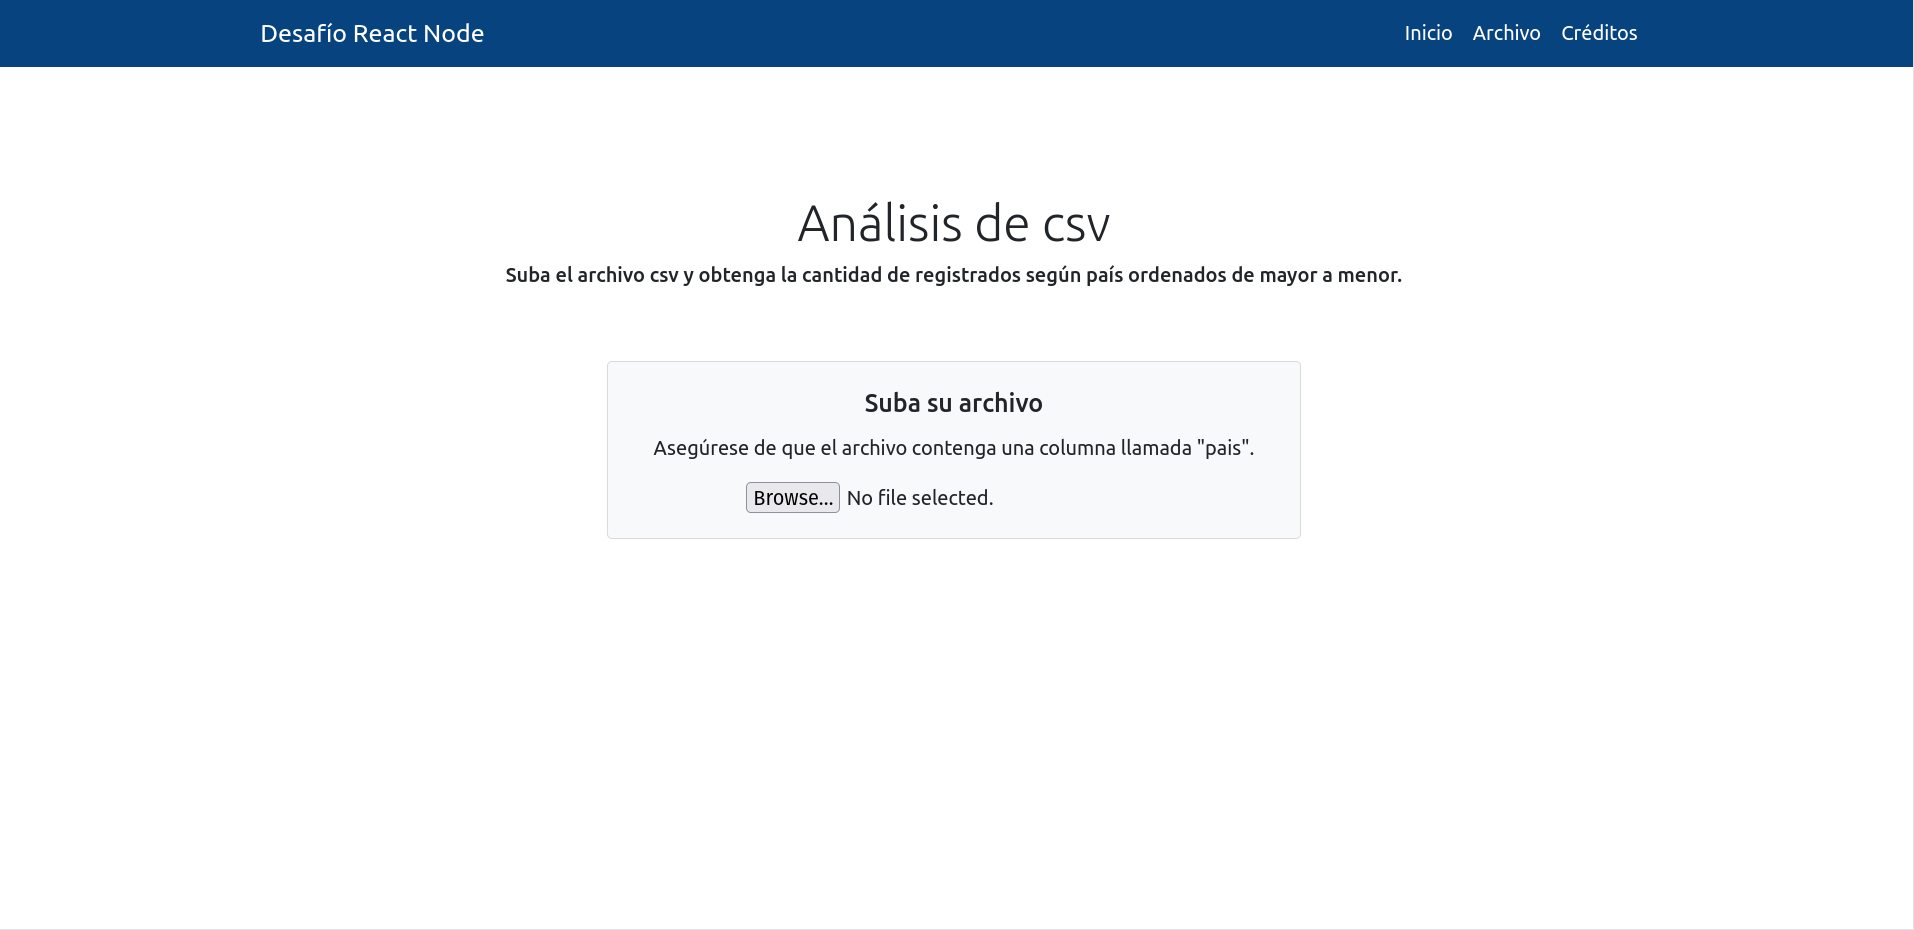 Desafío React Node
Inicio Archivo Créditos
Análisis de csv
Suba el archivo csv y obtenga la cantidad de registrados según país ordenados de mayor a menor.
Suba su archivo
Asegúrese de que el archivo contenga una columna llamada "pais".
Browse... No file selected.